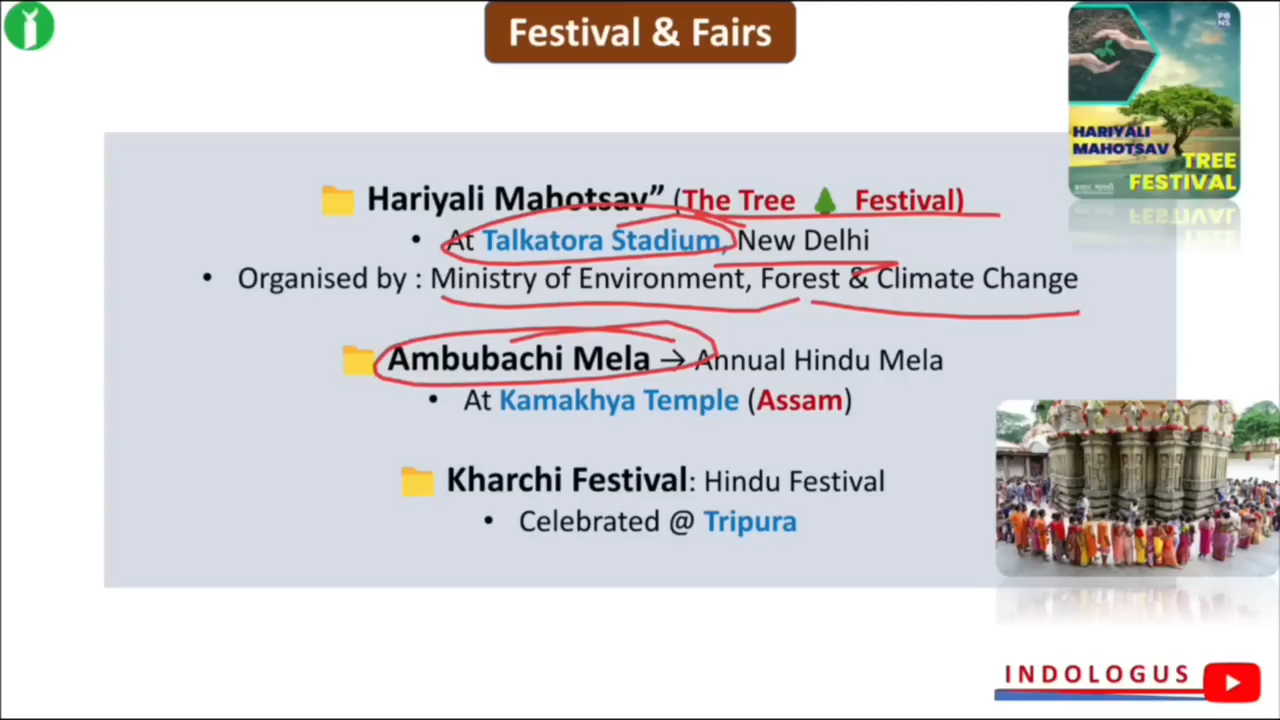 Festival & Fairs
PB
NS
HARIYALI
MAHOTSAV
TREE
FESTIVAL
Hariyali Mahotsav” (The Tree 🌲 Festival)
• At Talkatora Stadium, New Delhi
• Organised by : Ministry of Environment, Forest & Climate Change
Ambubachi Mela → Annual Hindu Mela
• At Kamakhya Temple (Assam)
Kharchi Festival: Hindu Festival
• Celebrated @ Tripura
INDOLOGUS